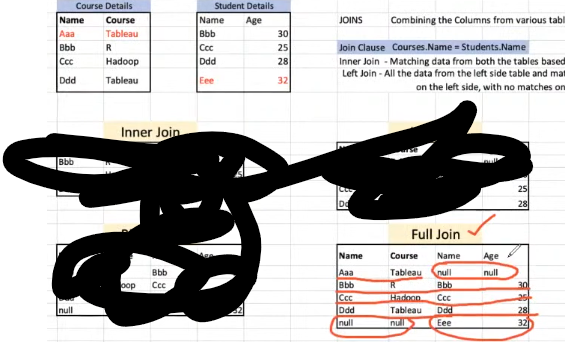 Course Details Student Details
Name Course Name Age JOINS Combining the Columns from various tabl
Aaa Tableau Bbb 30
Bbb R Ccc 25 Join Clause Courses.Name = Students.Name
Ccc Hadoop Ddd 28 Inner Join - Matching data from both the tables based
Ddd Tableau Eee 32 Left Join - All the data from the left side table and mat
on the left side, with no matches on
Inner Join
Bbb R
Ccc 25
28
Full Join
Name Course Name Age
Aaa Tableau null null
Bbb R Bbb 30
Ccc Hadoop Ccc 25
Ddd Tableau Ddd 28
null null Eee 32
Bbb
oop Ccc
null 32